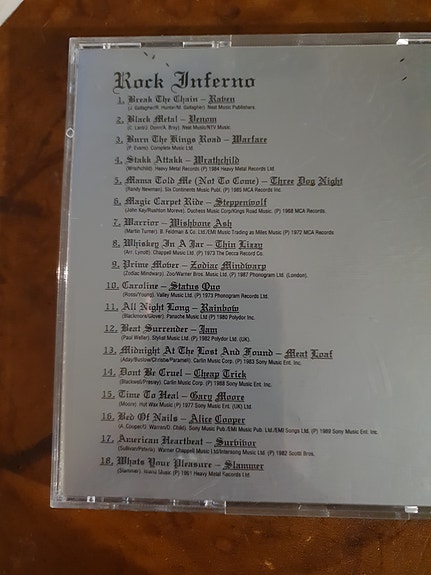 Rock Inferno
1. Break The Chain – Raven
(J. Gallagher/R. Hunter/M. Gallagher). Neat Music Publishers.
2. Black Metal – Venom
(C. Lant/J. Dunn/A. Bray). Neat Music/NTV Music
3. Burn The Kings Road – Warfare
(P. Evans). Complete Music Ltd.
4. Stakk Attakk – Wrathchild
(Wrathchild). Heavy Metal Records (P) 1984 Heavy Metal Records Ltd.
5. Mama Told Me (Not To Come) – Three Dog Night
(Randy Newman). Six Continents Music Publ. (P) MCA Records Inc.
6. Magic Carpet Ride – Steppenwolf
(John Kay/Rushton Moreve). Duchess Music Corp/Kings Road Music. (P) 1968 MCA Records.
7. Warrior – Wishbone Ash
(Martin Turner). B. Feldman & Co. Ltd./EMI Music Trading as Miles Music (P) 1977 MCA Records
8. Whiskey In A Jar – Thin Lizzy
(Arr. Lynott). Chappell Music Ltd. (P) 1973 The Decca Record Co.
9. Prime Mover – Zodiac Mindwarp
(Zodiac Mindwarp). Zoo/Warner Bros. Music Ltd. (P) 1987 Phonogram Ltd. (London).
10. Caroline – Status Quo
(Rossi/Young). Valley Music Ltd. (P) 1973 Phonogram Records Ltd.
11. All Night Long – Rainbow
(Blackmore/Glover). Panache Music Ltd (P) 1980 Polydor Inc.
12. Beat Surrender – Jam
(Paul Weller). Stylist Music Ltd. (P) 1982 Polydor Ltd. (UK).
13. Midnight At The Lost And Found – Meat Loaf
(Aday/Buslow/Christie/Paramell). Carlin Music Corp. (P) 1983 Sony Music Ent. Inc.
14. Dont Be Cruel – Cheap Trick
(Blackwell/Presley). Carlin Music Corp. (P) 1988 Sony Music Ent. Inc.
15. Time To Heal – Gary Moore
(Moore). Hot Wax Music (P) 1977 Sony Music Ent. (UK) Ltd.
16. Bed Of Nails – Alice Cooper
(A. Cooper/D. Warren/D. Child). Sony Music Pub./EMI Music Pub. Ltd./EMI Songs Ltd. (P) 1989 Sony Music Ent. Inc.
17. American Heartbeat – Survivor
(Sullivan/Peterik). Warner Chappell Music Ltd/Intersong Music Ltd. (P) 1982 Scotti Bros.
18. Whats Your Pleasure – Slammer
(Slammer). Music (P) 1991 Heavy Metal Records Ltd.